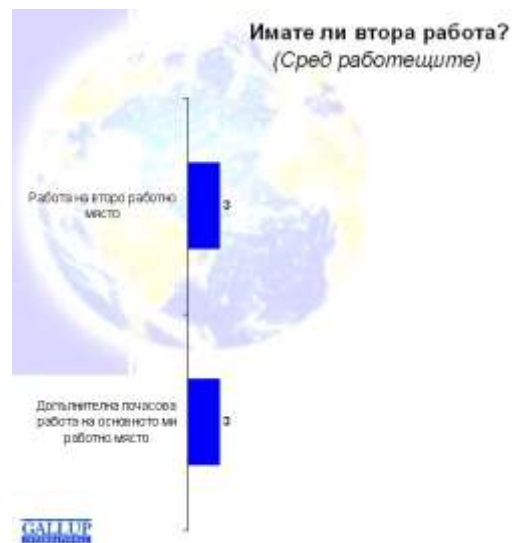 Имате ли втора работа?
(Сред работещите)
Работа на второ работно
място
3
Допълнителна почасова
работа на основното ми
работно място
3
GALLUP
INTERNATIONAL